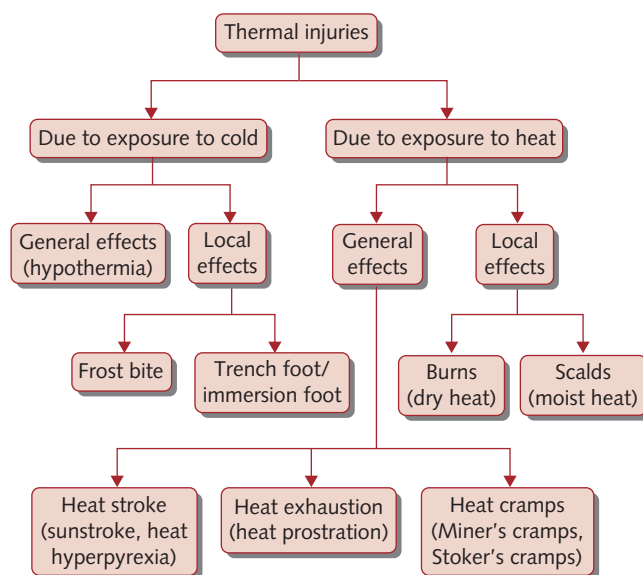 Thermal injuries
Due to exposure to cold
Due to exposure to heat
General effects
(hypothermia)
Local
effects
General
effects
Local
effects
Frost bite
Trench foot/
immersion foot
Burns
(dry heat)
Scalds
(moist heat)
Heat stroke
(sunstroke, heat
hyperpyrexia)
Heat exhaustion
(heat prostration)
Heat cramps
(Miner's cramps,
Stoker's cramps)